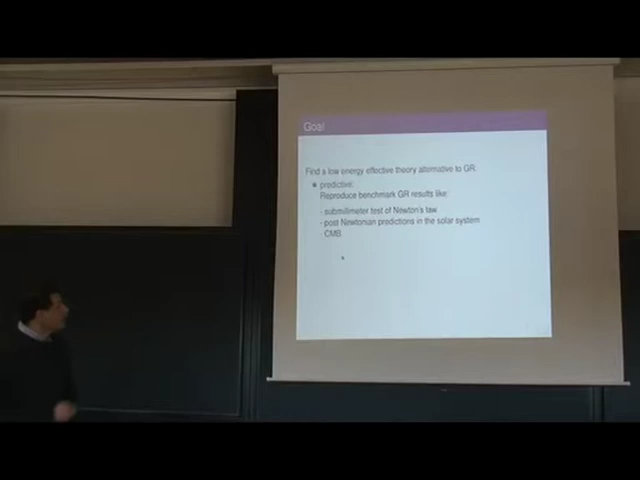 Goal
Find a low energy effective theory alternative to GR
predictive:
Reproduce benchmark GR results like:
- submilimeter test of Newton's law
- post Newtonian predictions in the solar system
CMB